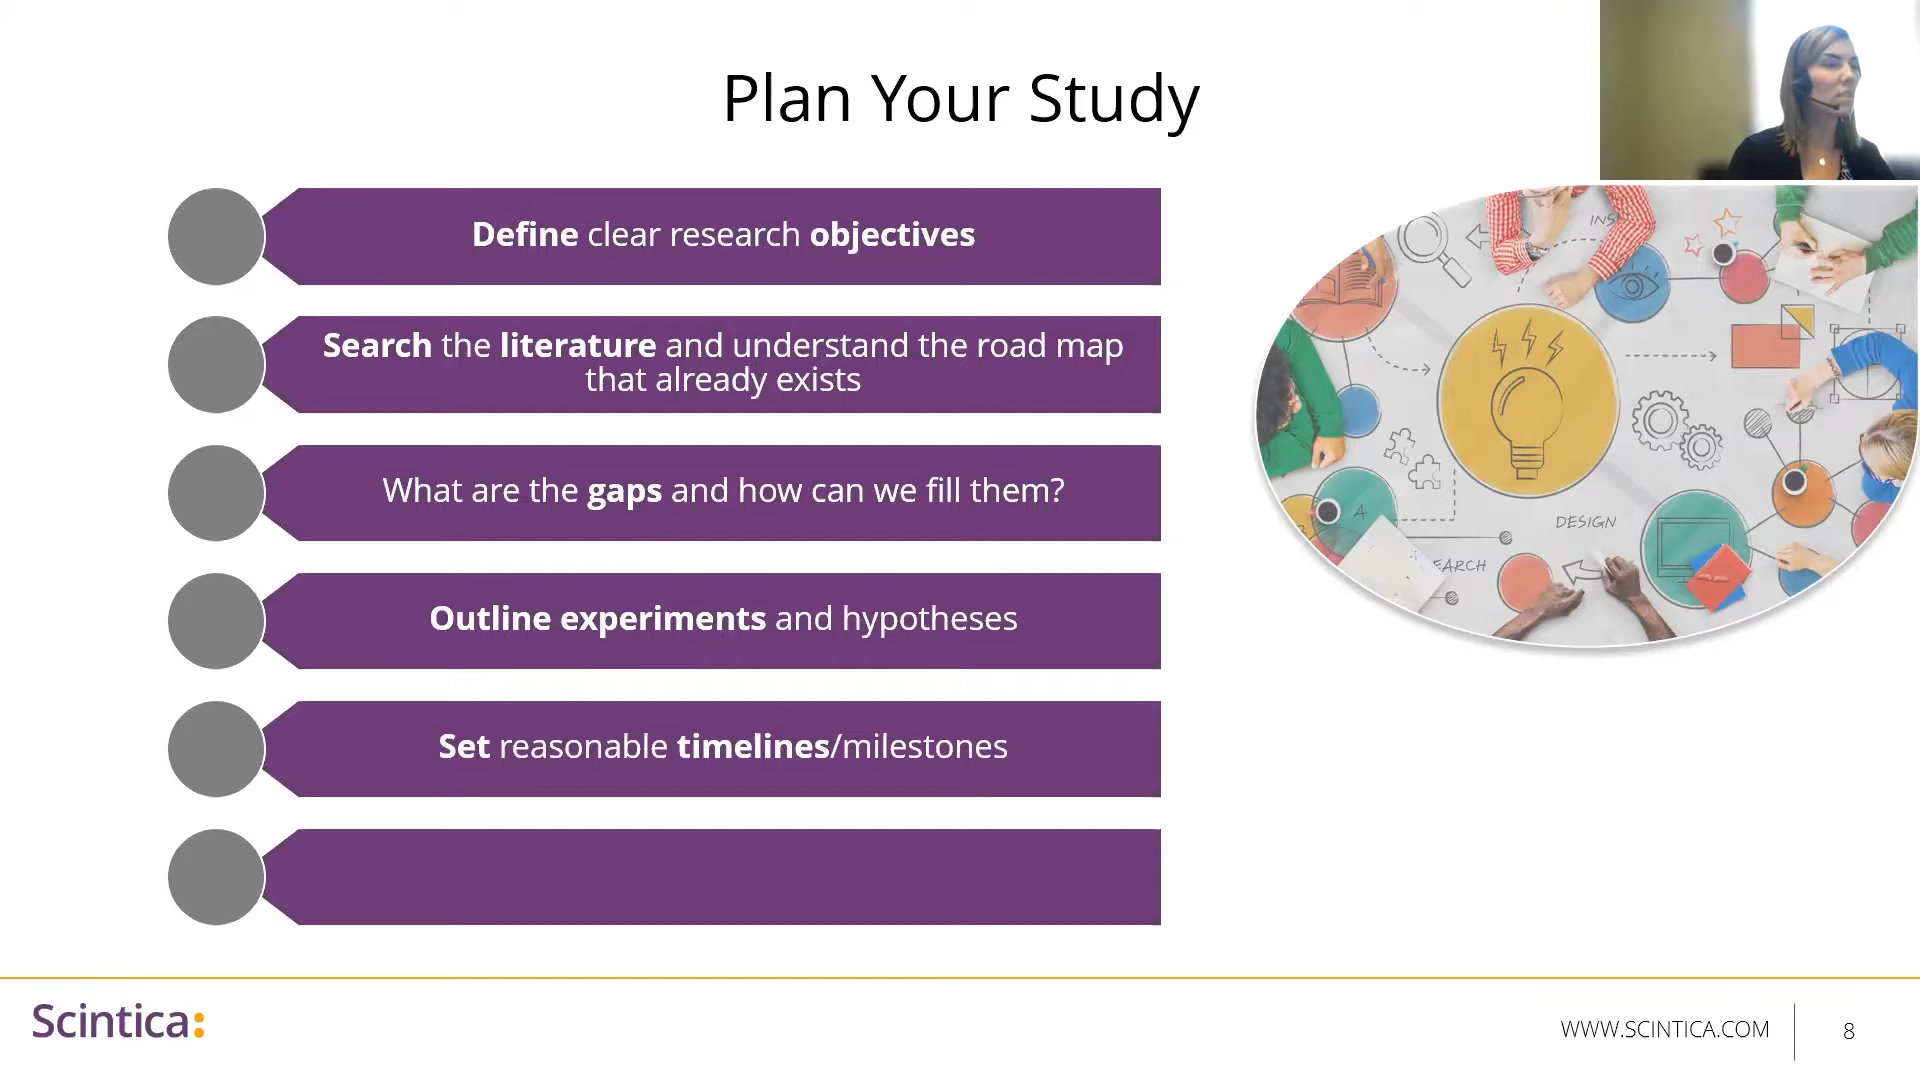 Plan Your Study
Define clear research objectives
Search the literature and understand the road map
that already exists
What are the gaps and how can we fill them?
Outline experiments and hypotheses
Set reasonable timelines/milestones
INS
DESIGN
EARCH
A
Scintica:
WWW.SCINTICA.COM
8